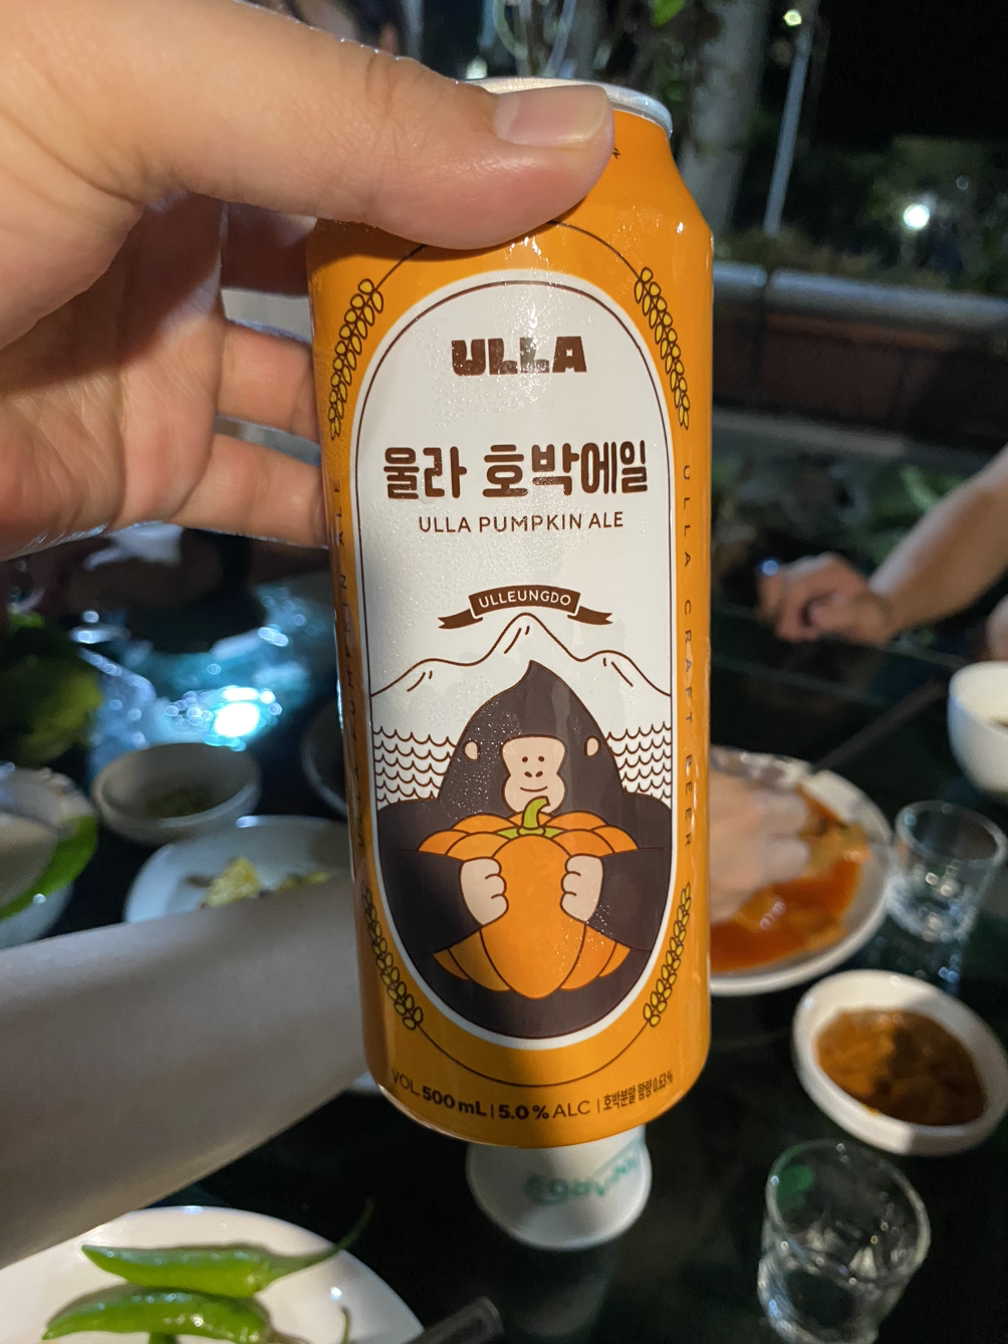 ULLA
울라 호박에일
ULLA PUMPKIN ALE
ULLEUNGDO
ULLA CRAFT BEER
VOL 500 mL | 5.0 % ALC | 호박분말 함량 0.63%